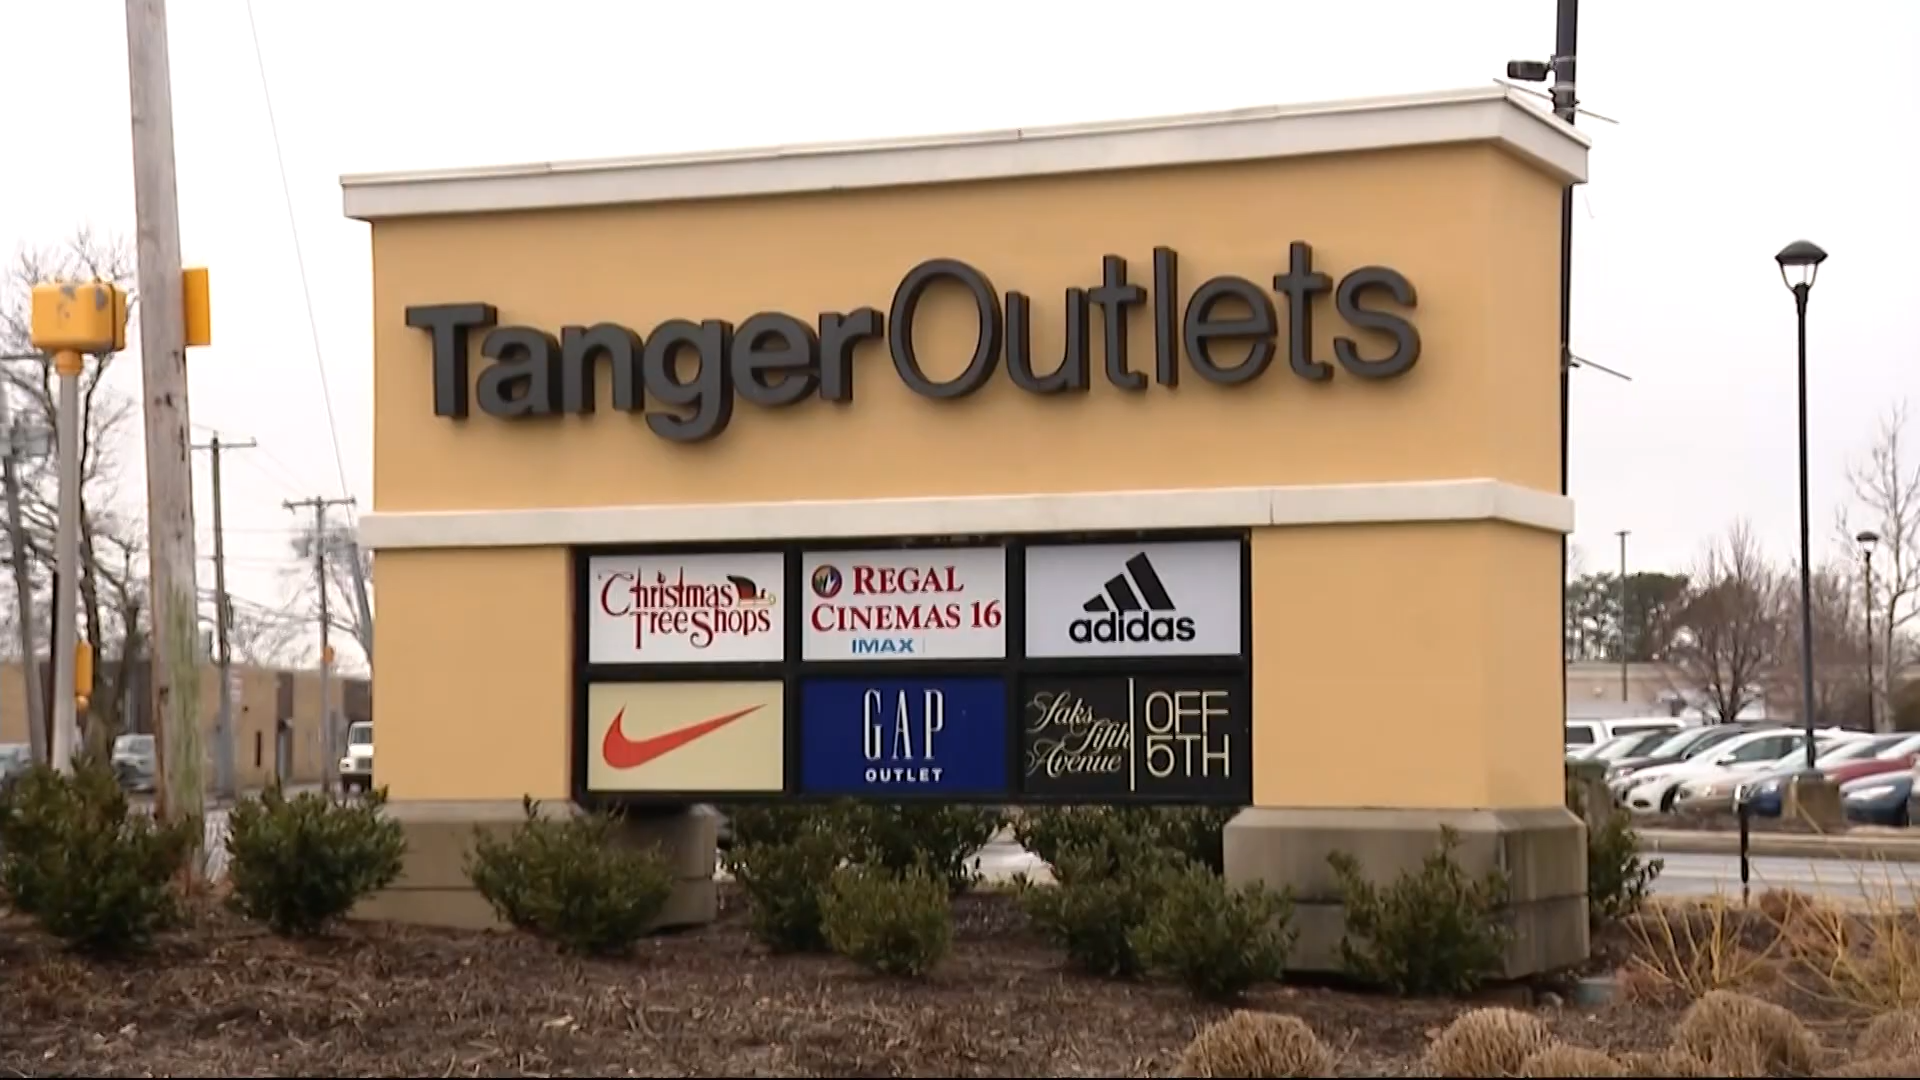 TangerOutlets
Christmas
Tree Shops
REGAL
CINEMAS 16
IMAX
adidas
GAP
OUTLET
Saks
Fifth
Avenue
OFF
5TH